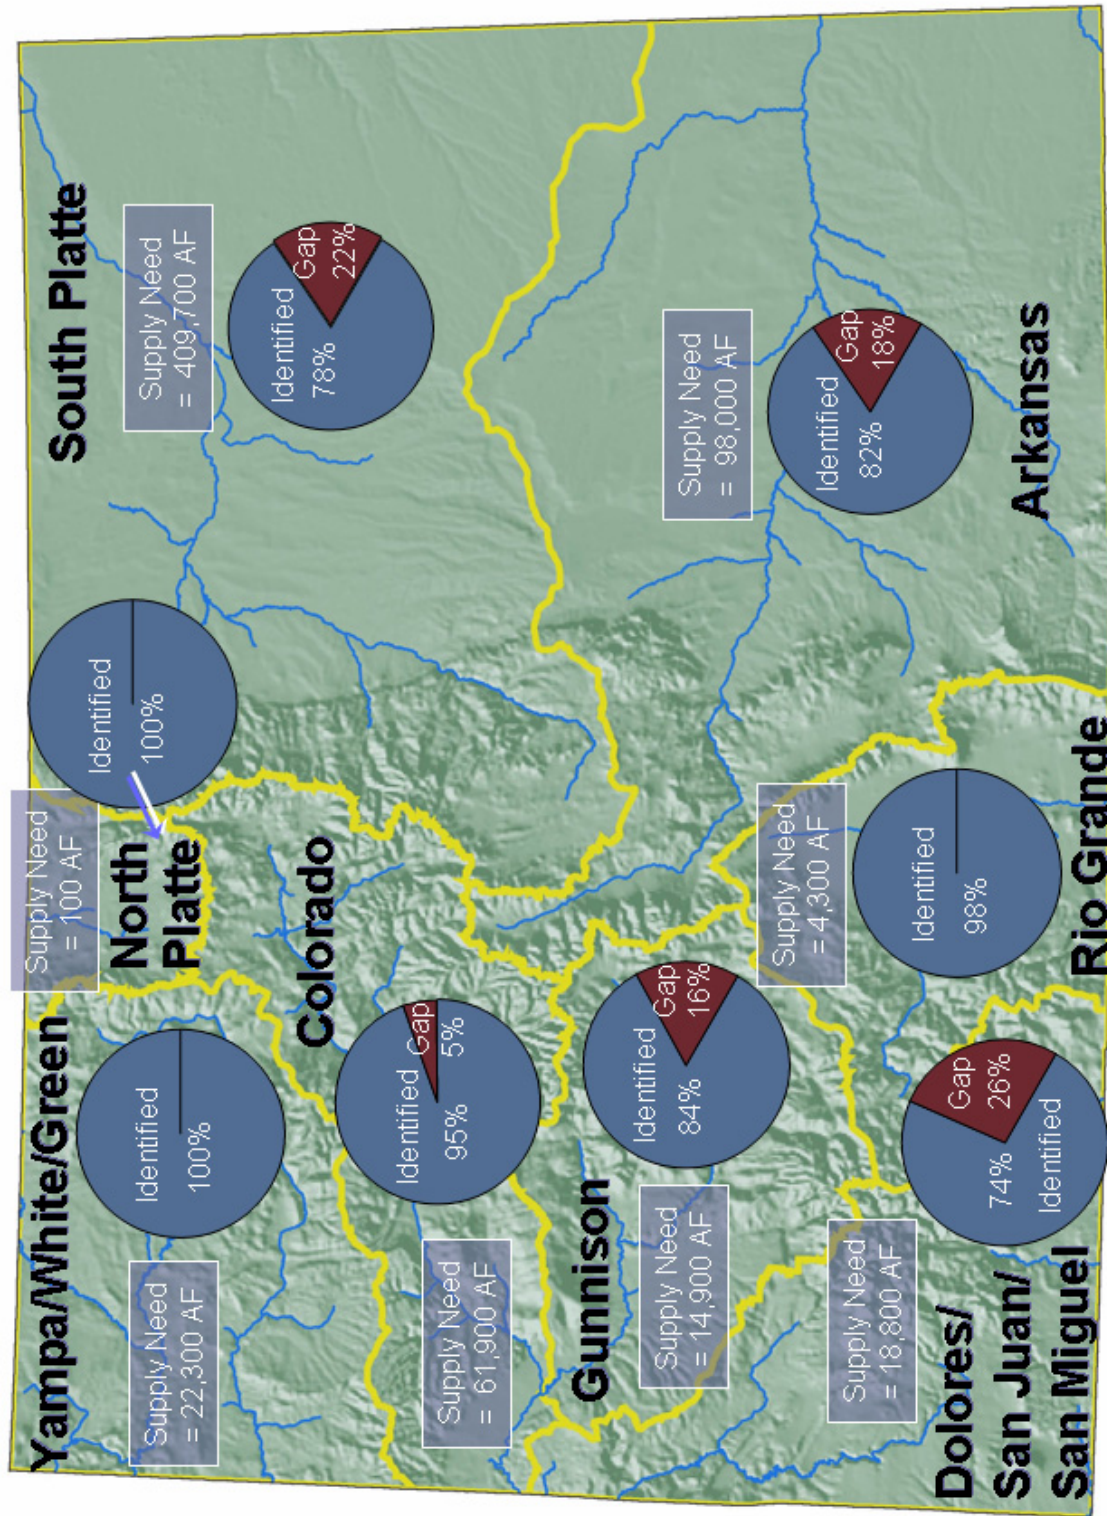 Yampa/White/Green
Supply Need
= 22,300 AF
Identified
100%
Supply Need
= 100 AF
North
Platte
Identified
100%
South Platte
Supply Need
= 409,700 AF
Identified
78%
Gap
22%
Colorado
Supply Need
= 61,900 AF
Identified
95%
Gap
5%
Gunnison
Supply Need
= 14,900 AF
Identified
84%
Gap
16%
Supply Need
= 98,000 AF
Identified
82%
Gap
18%
Arkansas
Supply Need
= 4,300 AF
Identified
98%
Rio Grande
Supply Need
= 18,800 AF
Gap
26%
74%
Identified
Dolores/
San Juan/
San Miguel